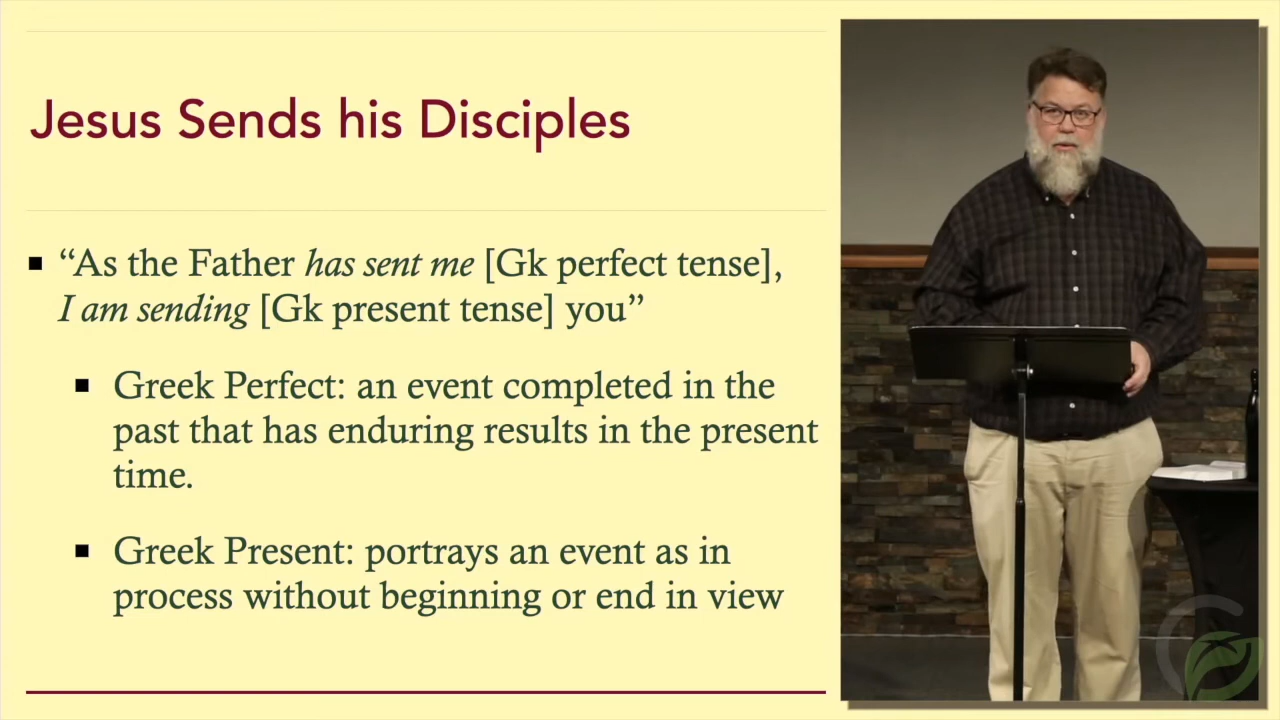 Jesus Sends his Disciples
“As the Father has sent me [Gk perfect tense],
I am sending [Gk present tense] you”
Greek Perfect: an event completed in the
past that has enduring results in the present
time.
Greek Present: portrays an event as in
process without beginning or end in view